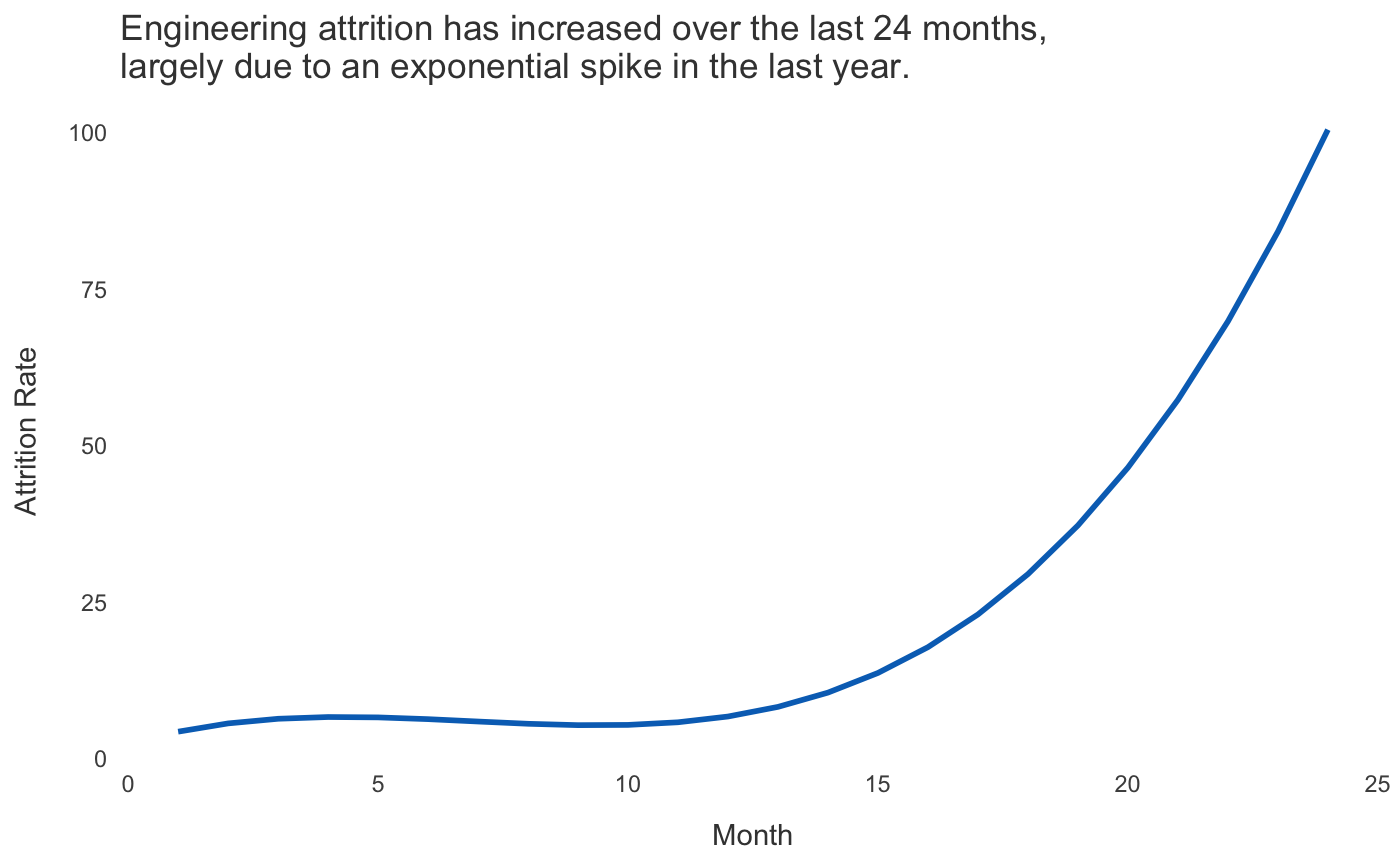 Engineering attrition has increased over the last 24 months,
largely due to an exponential spike in the last year.
100
75
50
25
0
Attrition Rate
0 5 10 15 20 25
Month